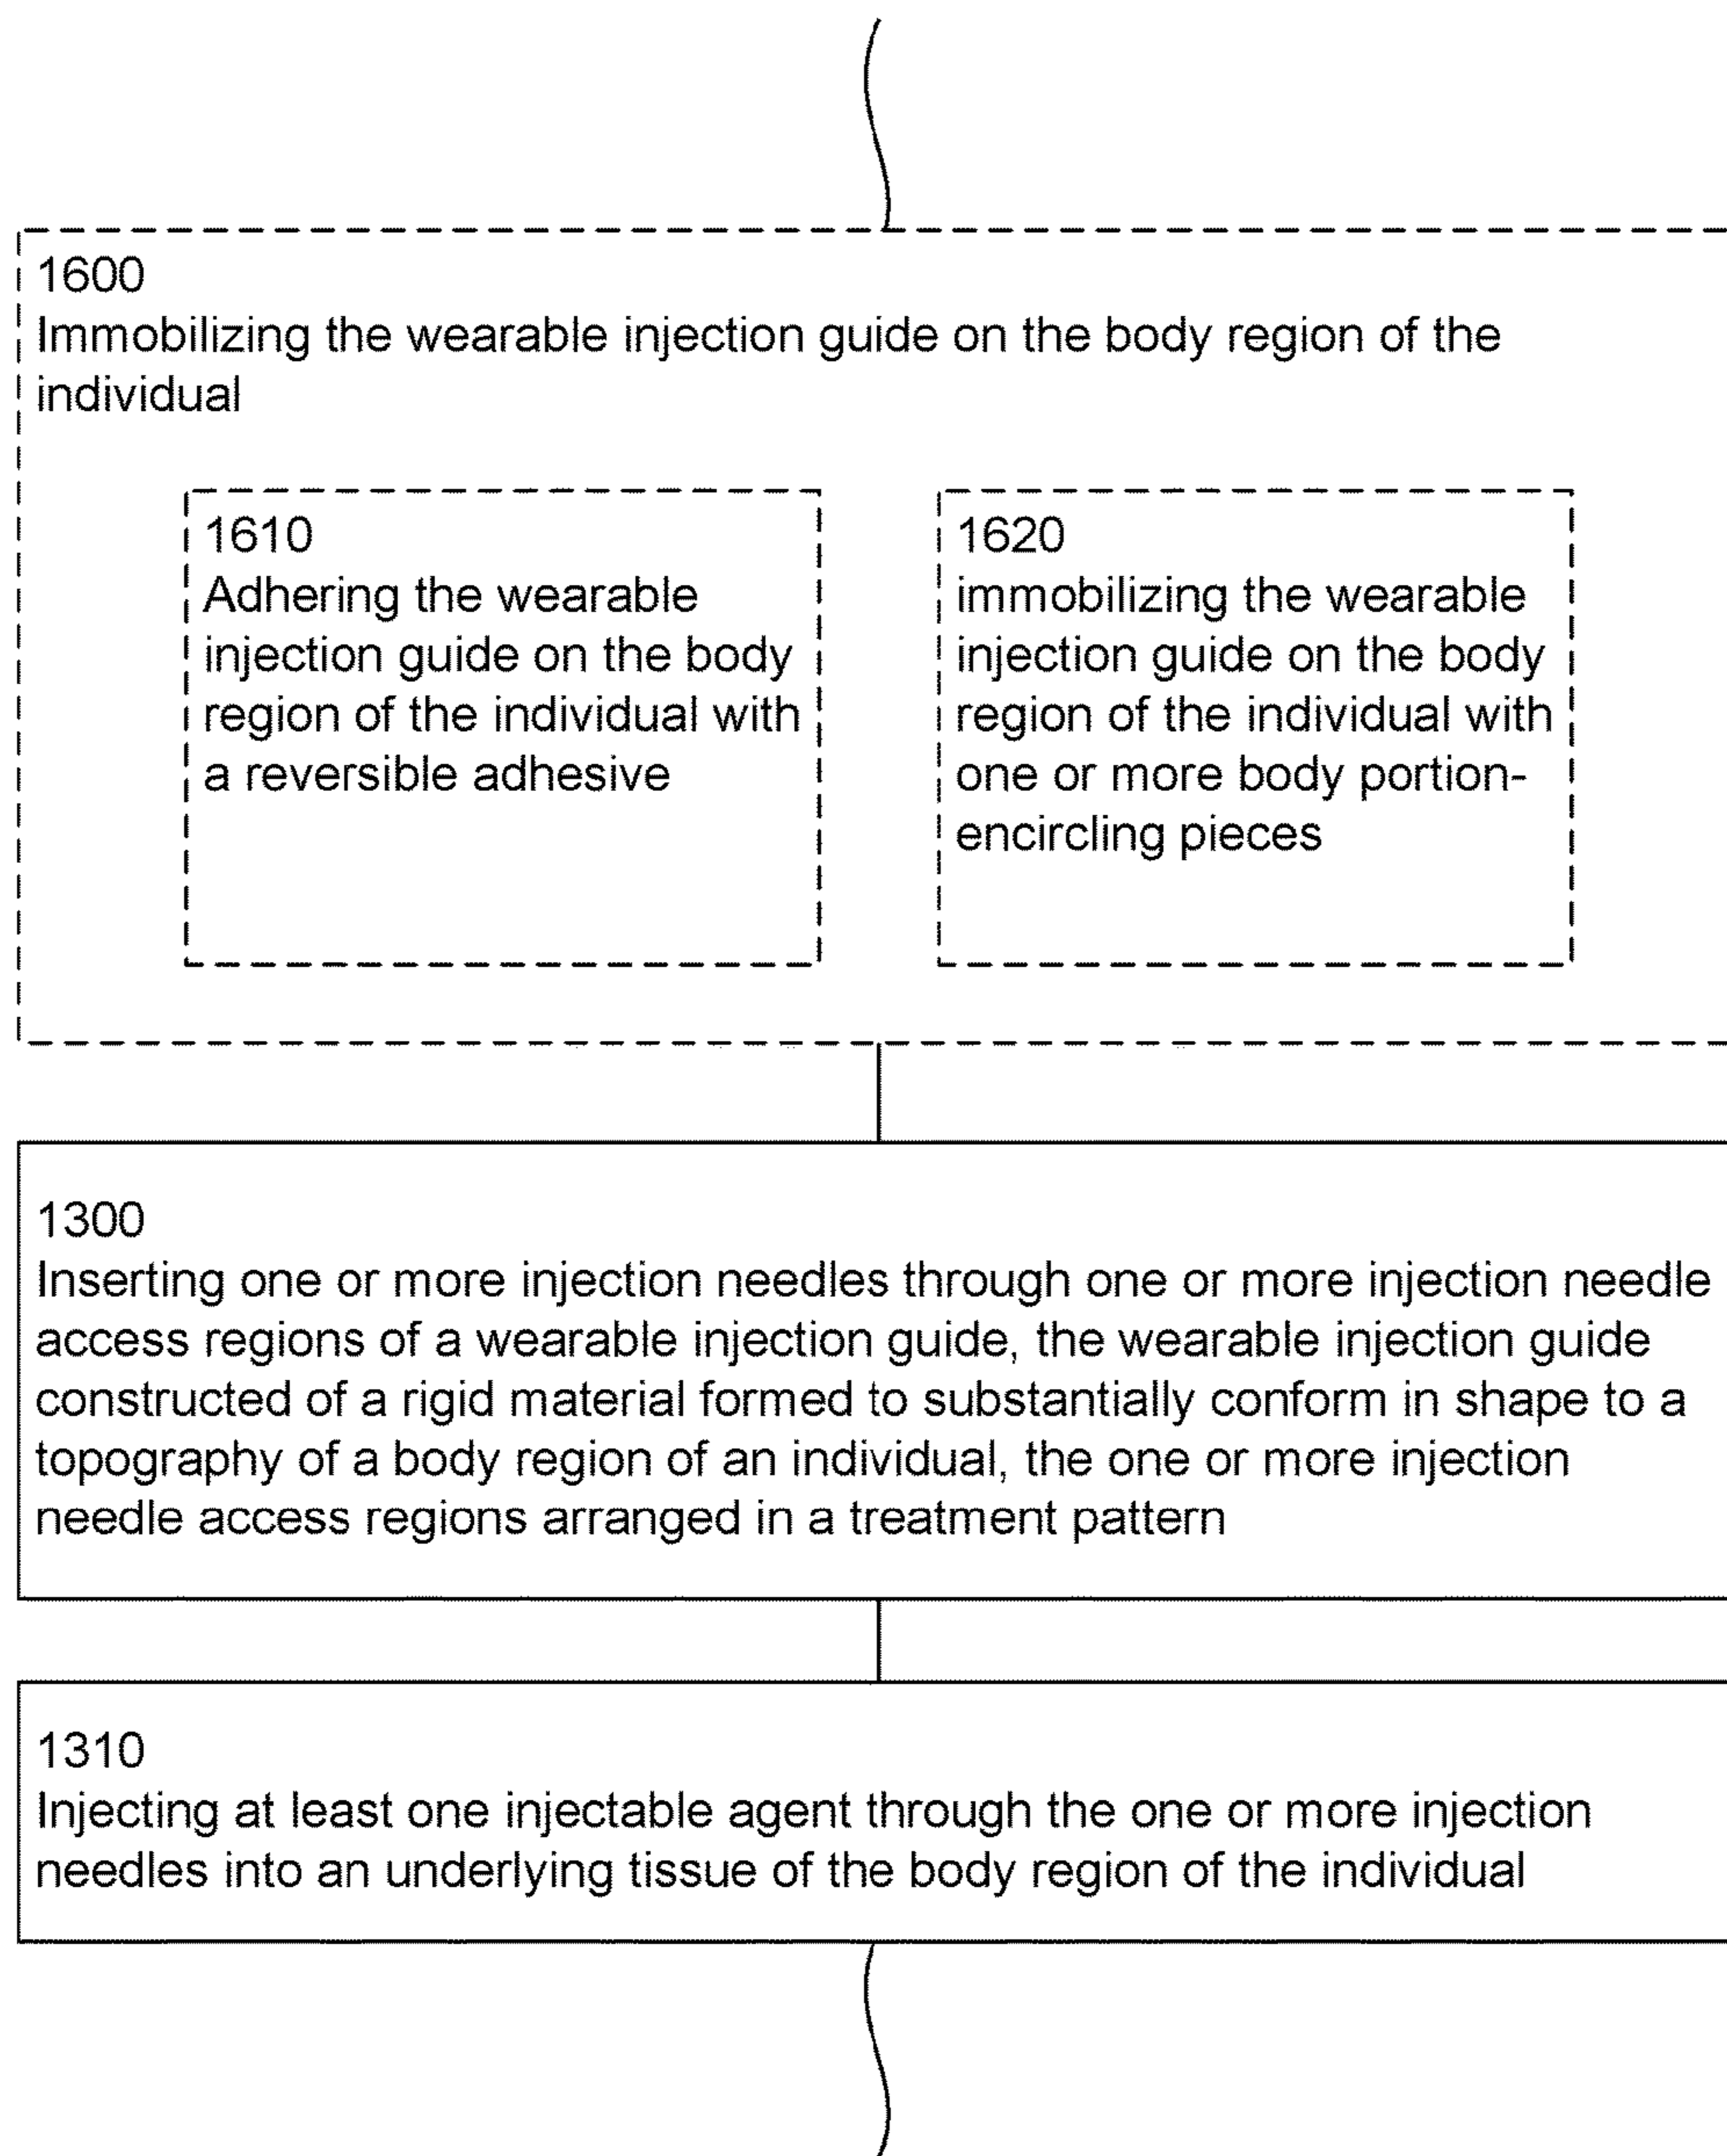 1600
Immobilizing the wearable injection guide on the body region of the
individual
1610
Adhering the wearable
injection guide on the body
region of the individual with
a reversible adhesive
1620
immobilizing the wearable
injection guide on the body
region of the individual with
one or more body portion-
encircling pieces
1300
Inserting one or more injection needles through one or more injection needle
access regions of a wearable injection guide, the wearable injection guide
constructed of a rigid material formed to substantially conform in shape to a
topography of a body region of an individual, the one or more injection
needle access regions arranged in a treatment pattern
1310
Injecting at least one injectable agent through the one or more injection
needles into an underlying tissue of the body region of the individual